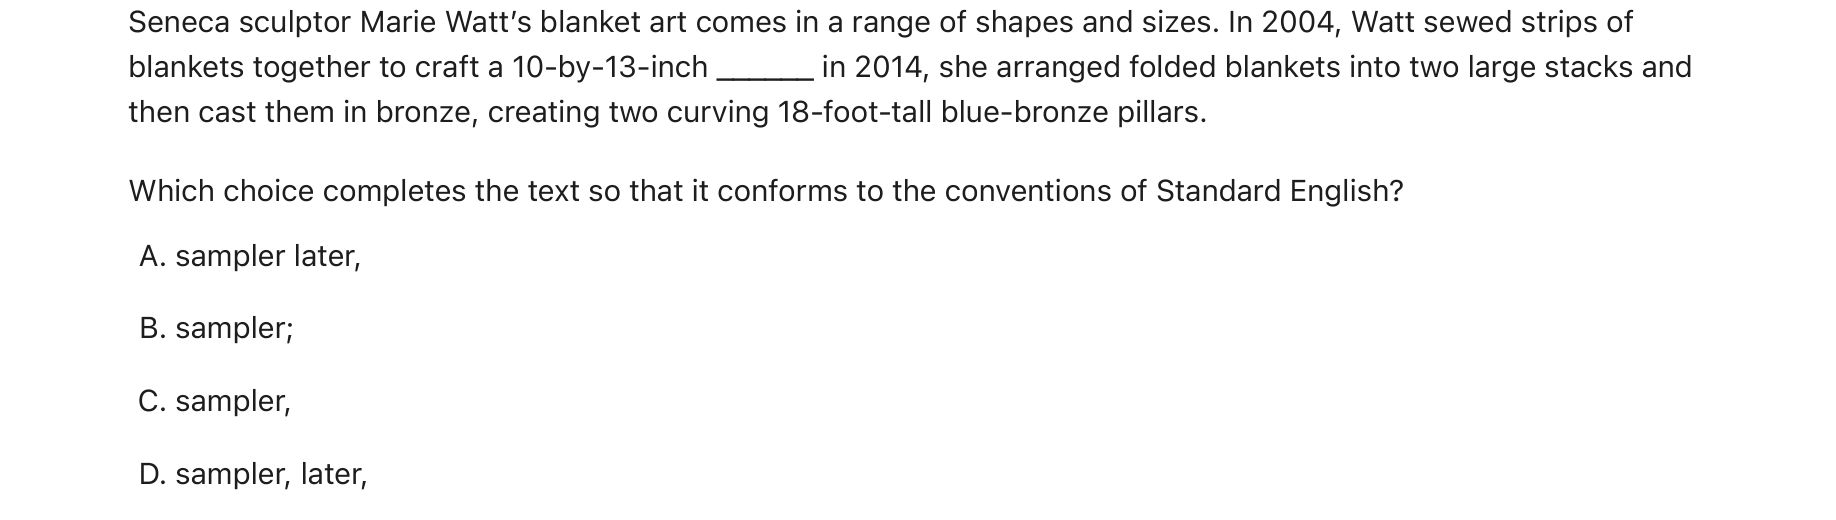 Seneca sculptor Marie Watt’s blanket art comes in a range of shapes and sizes. In 2004, Watt sewed strips of
blankets together to craft a 10-by-13-inch ______ in 2014, she arranged folded blankets into two large stacks and
then cast them in bronze, creating two curving 18-foot-tall blue-bronze pillars.
Which choice completes the text so that it conforms to the conventions of Standard English?
A. sampler later,
B. sampler;
C. sampler,
D. sampler, later,